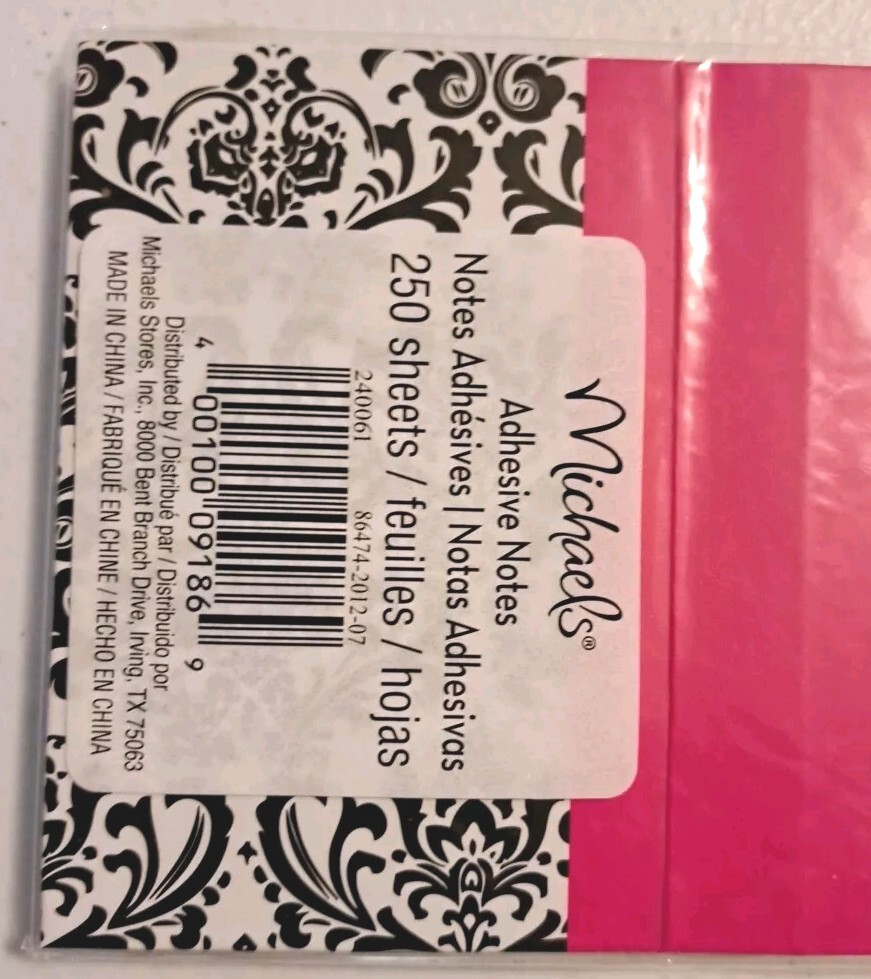 Michaels®
Adhesive Notes
Notes Adhésives | Notas Adhesivas
250 sheets / feuilles / hojas
240061 86474-2012-07
4 00100 09186 9
Distributed by / Distribué par / Distribuido por
Michaels Stores, Inc., 8000 Bent Branch Drive, Irving, TX 75063
MADE IN CHINA / FABRIQUÉ EN CHINE / HECHO EN CHINA